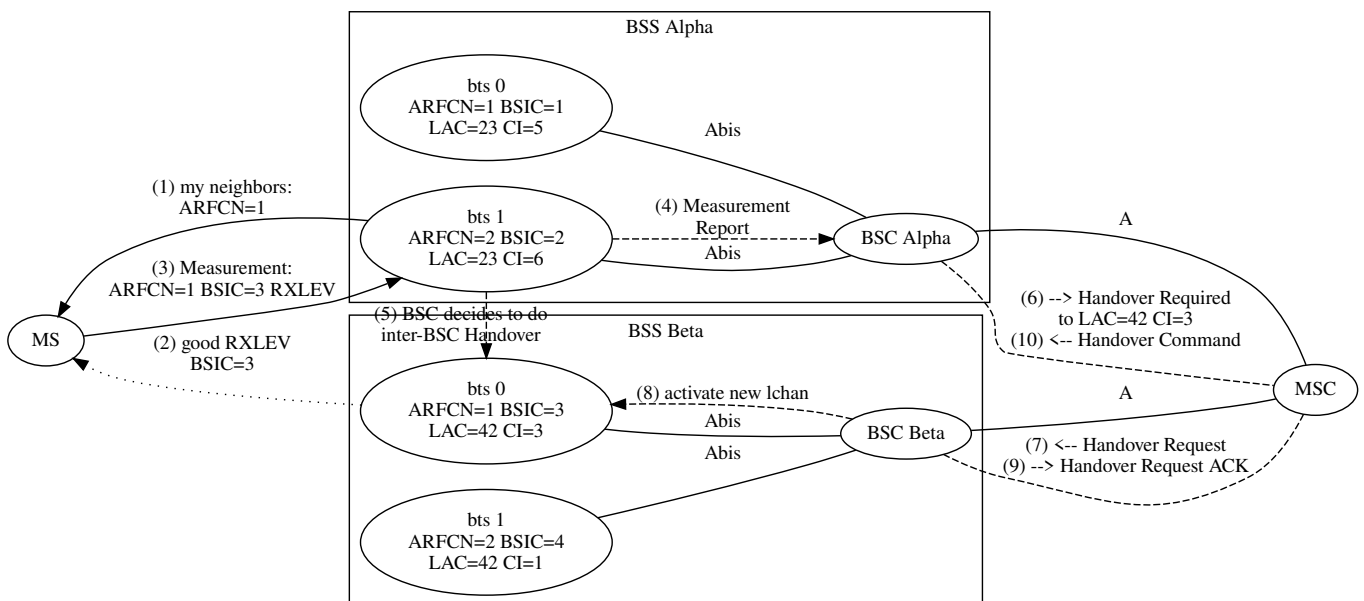 BSS Alpha
bts 0
ARFCN=1 BSIC=1
LAC=23 CI=5
Abis
(1) my neighbors:
ARFCN=1
bts 1
ARFCN=2 BSIC=2
LAC=23 CI=6
(4) Measurement
Report
Abis
BSC Alpha
A
(3) Measurement:
ARFCN=1 BSIC=3 RXLEV
(5) BSC decides to do
inter-BSC Handover
(6) --> Handover Required
to LAC=42 CI=3
(10) <-- Handover Command
MS
(2) good RXLEV
BSIC=3
BSS Beta
bts 0
ARFCN=1 BSIC=3
LAC=42 CI=3
(8) activate new lchan
Abis
Abis
BSC Beta
A
MSC
(7) <-- Handover Request
(9) --> Handover Request ACK
bts 1
ARFCN=2 BSIC=4
LAC=42 CI=1